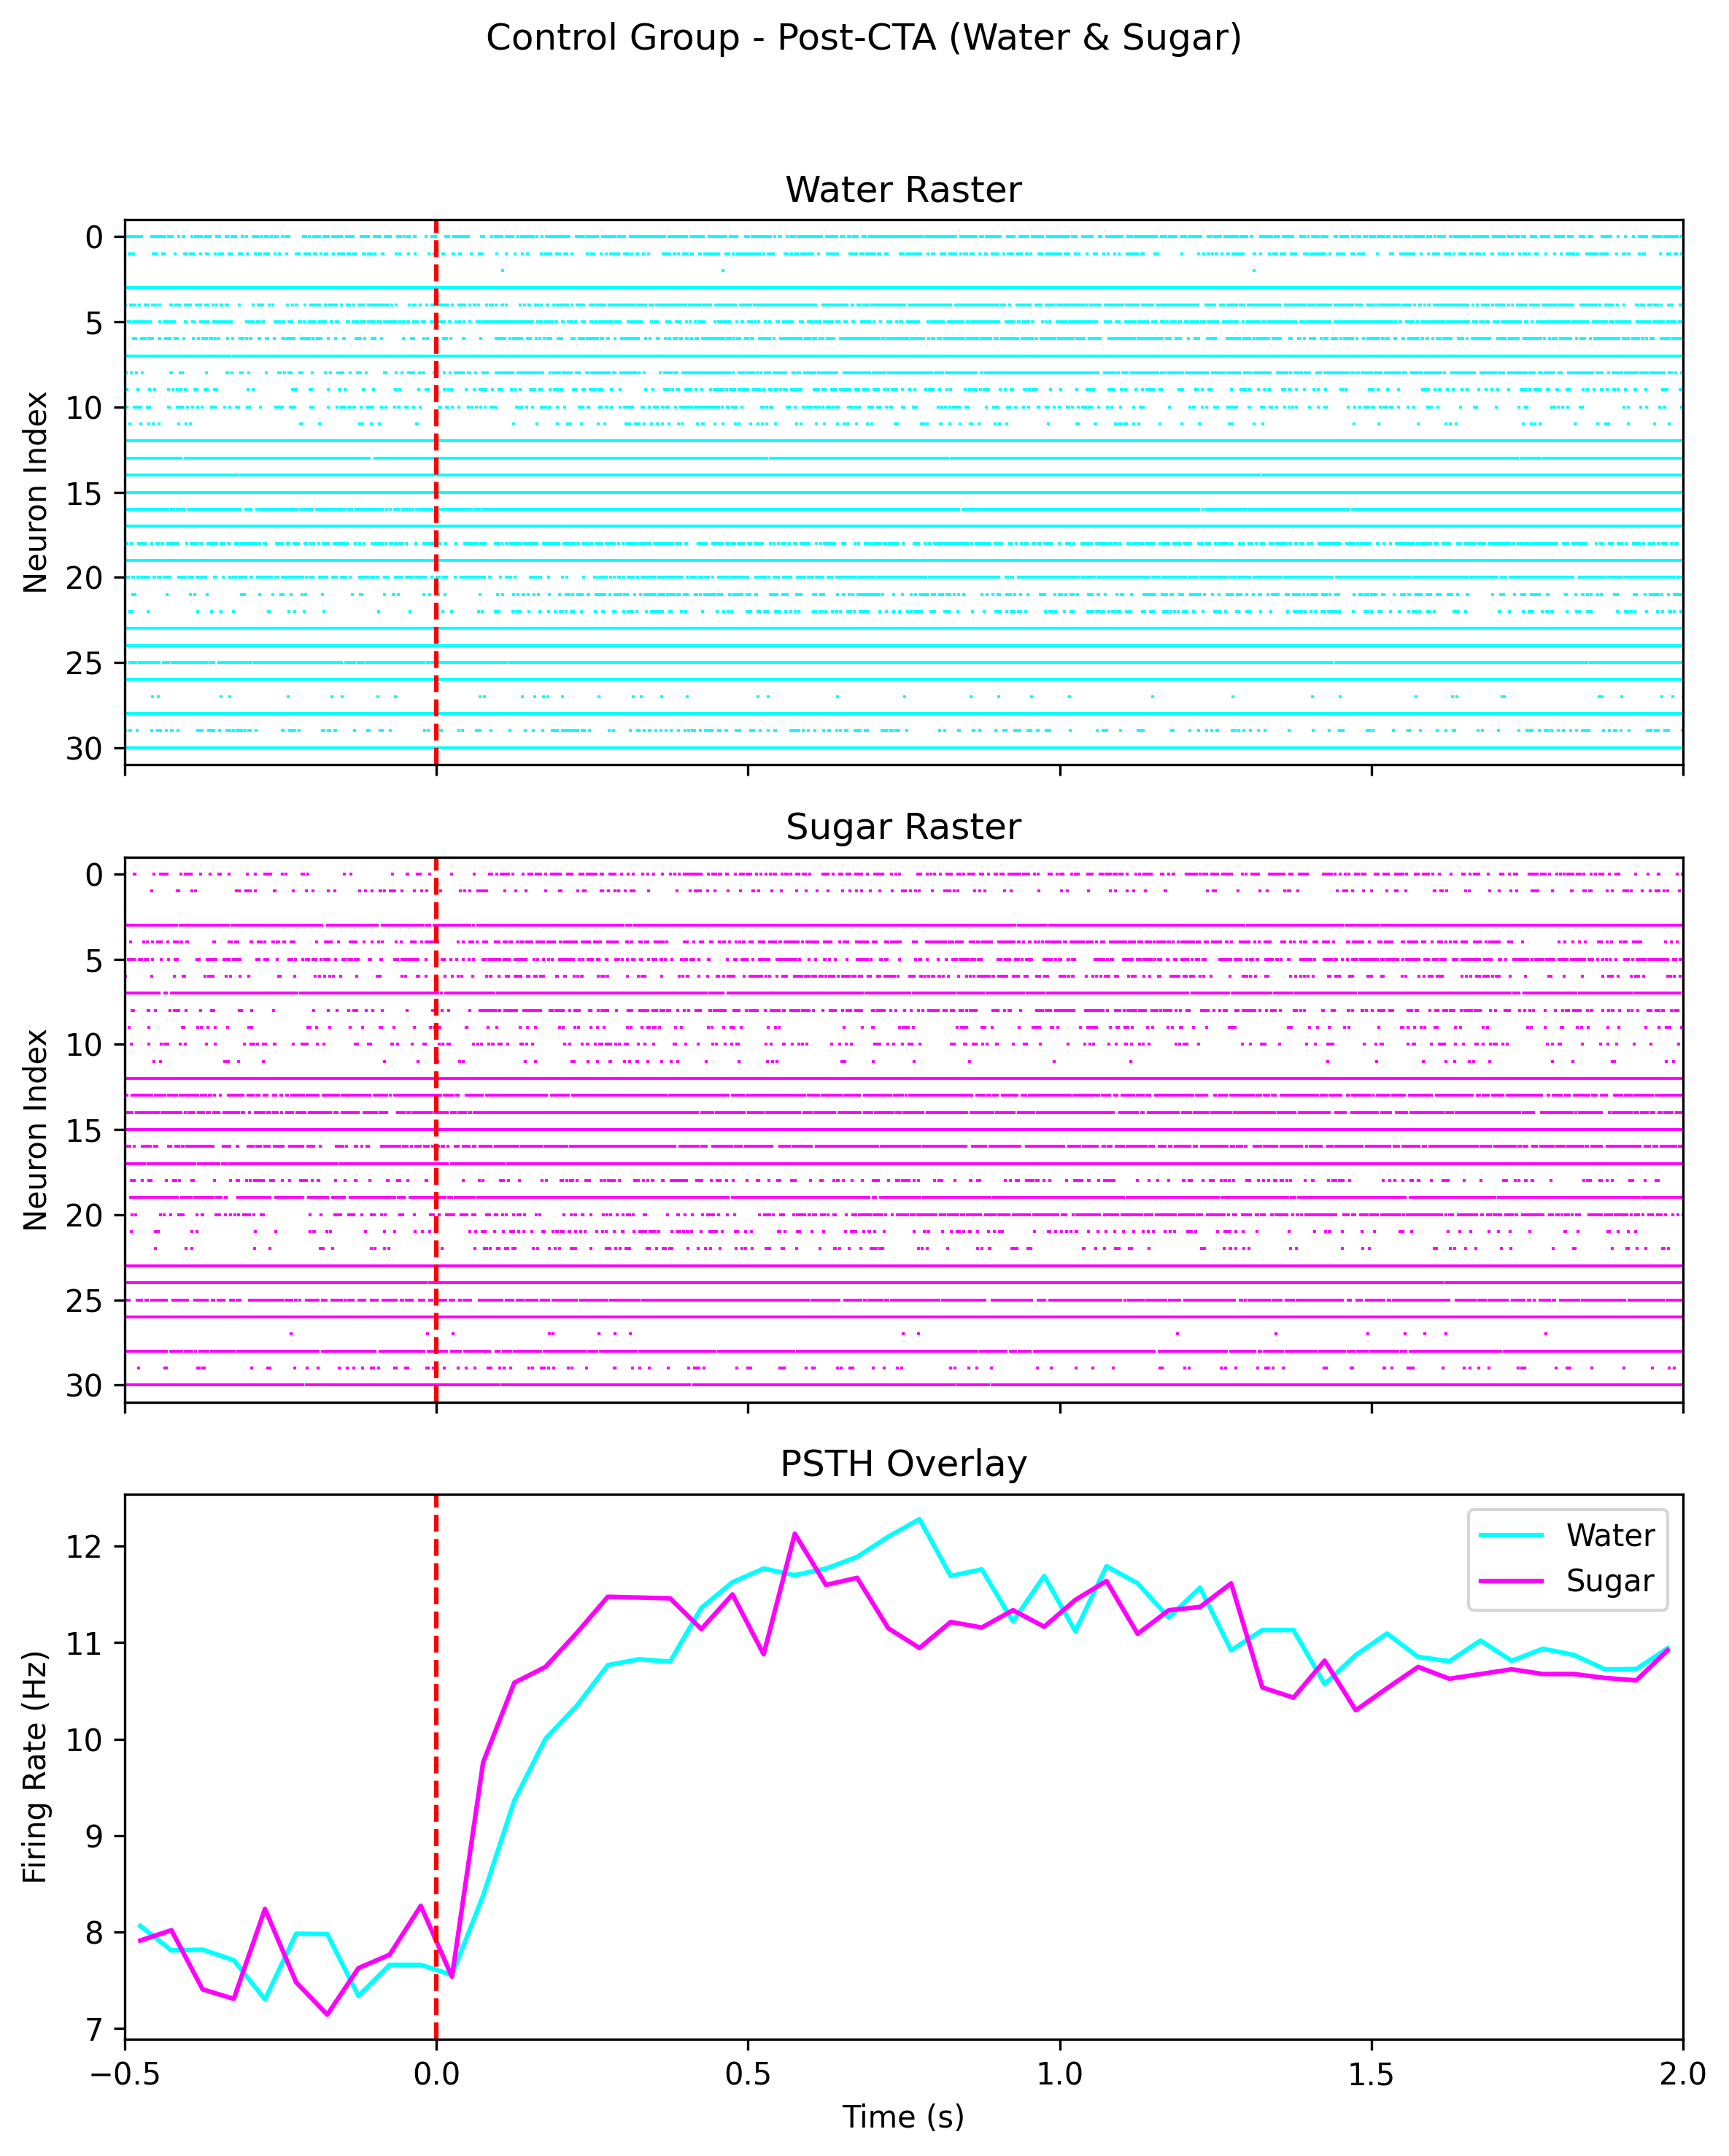 Control Group - Post-CTA (Water & Sugar)
Water Raster
0
5
10
15
20
25
30
Neuron Index
Sugar Raster
0
5
10
15
20
25
30
Neuron Index
PSTH Overlay
12
11
10
9
8
7
Firing Rate (Hz)
Water
Sugar
−0.5 0.0 0.5 1.0 1.5 2.0
Time (s)